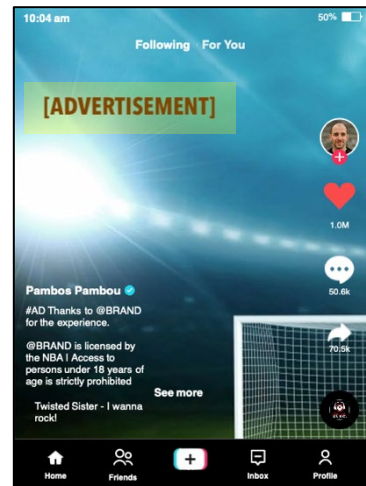 10:04 am
50%
Following For You
[ADVERTISEMENT]
1.0M
50.6k
70.5k
Pambos Pambou
#AD Thanks to @BRAND
for the experience.
@BRAND is licensed by
the NBA I Access to
persons under 18 years of
age is strictly prohibited
See more
Twisted Sister - I wanna
rock!
Home
Friends
Inbox
Profile